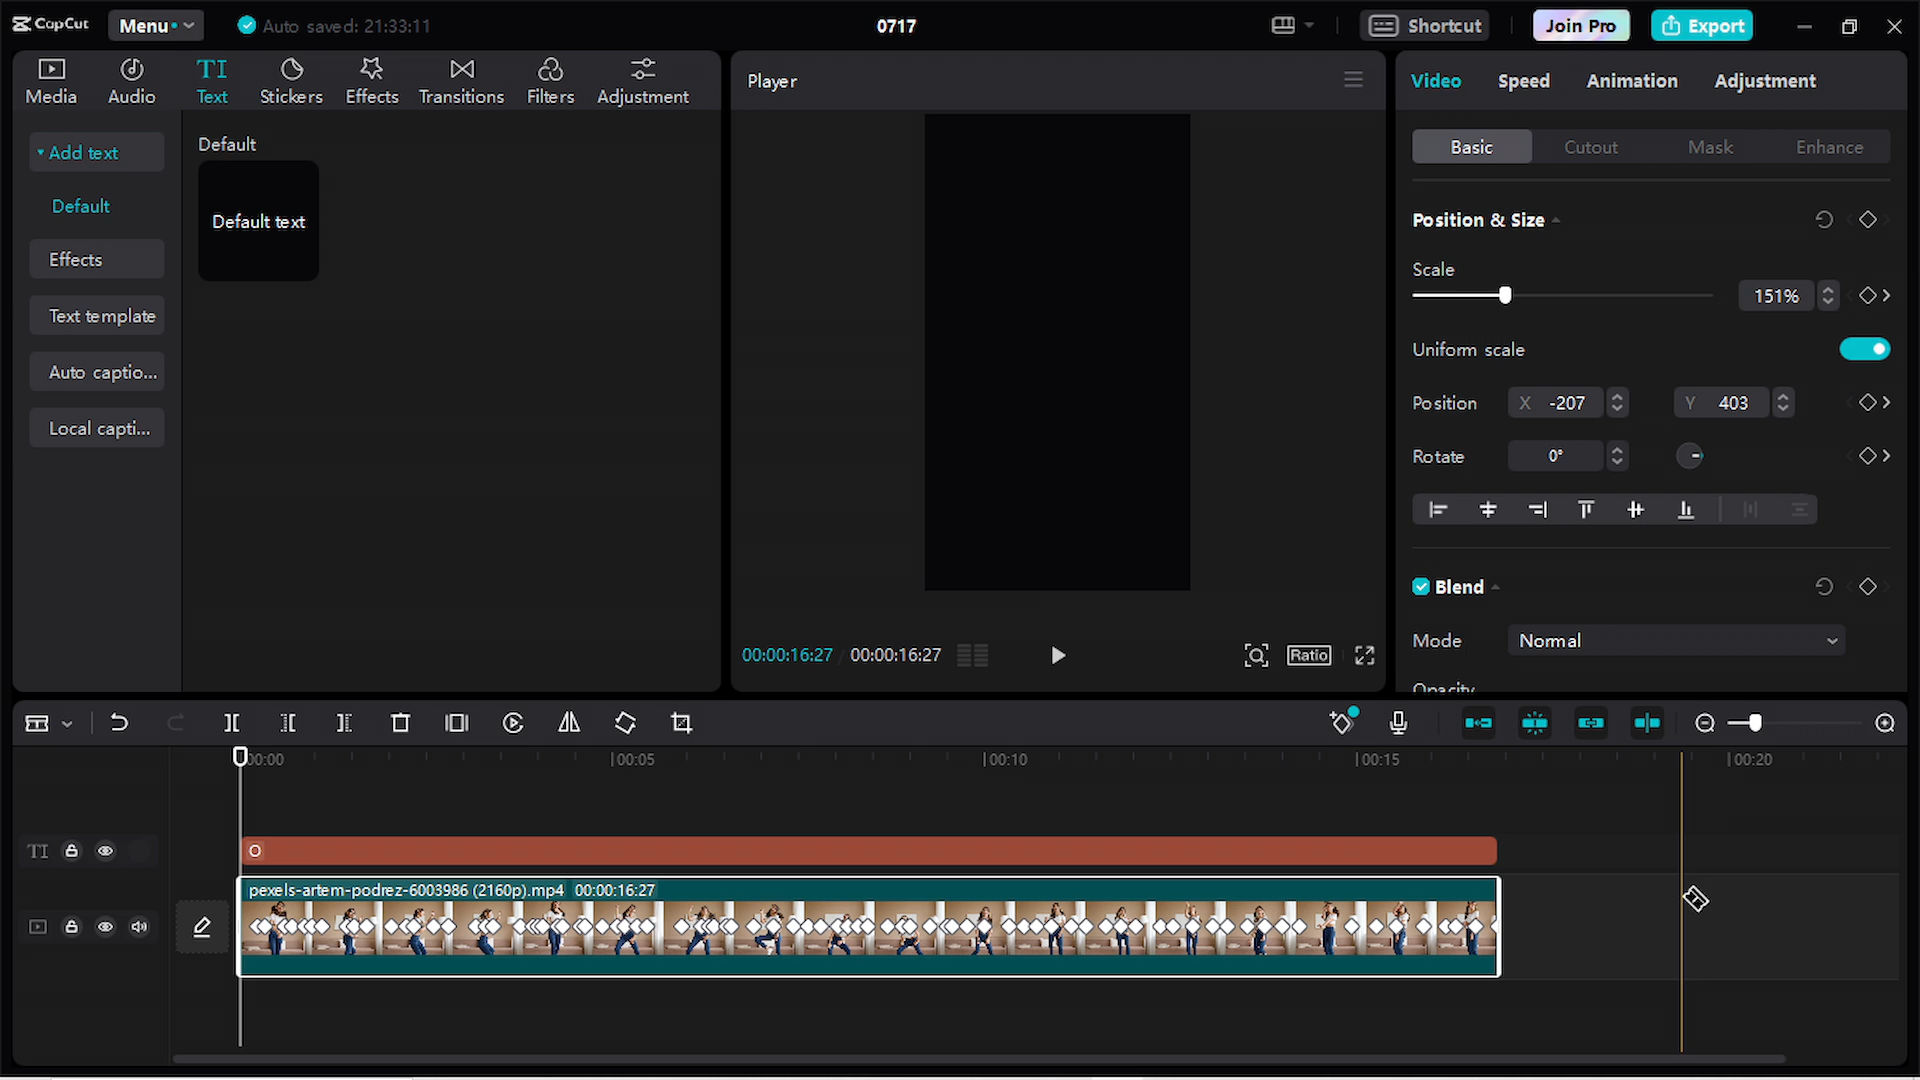 CapCut
Menu
Auto saved: 21:33:11
0717
Shortcut
Join Pro
Export
Media
Audio
TI
Text
Stickers
Effects
Transitions
Filters
Adjustment
Add text
Default
Effects
Text template
Auto captio...
Local capti...
Default
Default text
Player
00:00:16:27
00:00:16:27
Ratio
Video
Speed
Animation
Adjustment
Basic
Cutout
Mask
Enhance
Position & Size
Scale
151%
Uniform scale
Position
X -207
Y 403
Rotate
0°
Blend
Mode
Normal
Opacity
00:00
00:05
00:10
00:15
00:20
TI
pexels-artem-podrez-6003986 (2160p).mp4 00:00:16:27